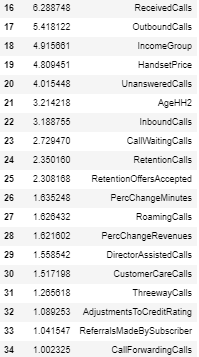 16 6.288748 ReceivedCalls
17 5.418122 OutboundCalls
18 4.915661 IncomeGroup
19 4.809451 HandsetPrice
20 4.015448 UnansweredCalls
21 3.214218 AgeHH2
22 3.188755 InboundCalls
23 2.729470 CallWaitingCalls
24 2.350160 RetentionCalls
25 2.308168 RetentionOffersAccepted
26 1.635248 PercChangeMinutes
27 1.626432 RoamingCalls
28 1.621602 PercChangeRevenues
29 1.558542 DirectorAssistedCalls
30 1.517198 CustomerCareCalls
31 1.265618 ThreewayCalls
32 1.089253 AdjustmentsToCreditRating
33 1.041547 ReferralsMadeBySubscriber
34 1.002325 CallForwardingCalls